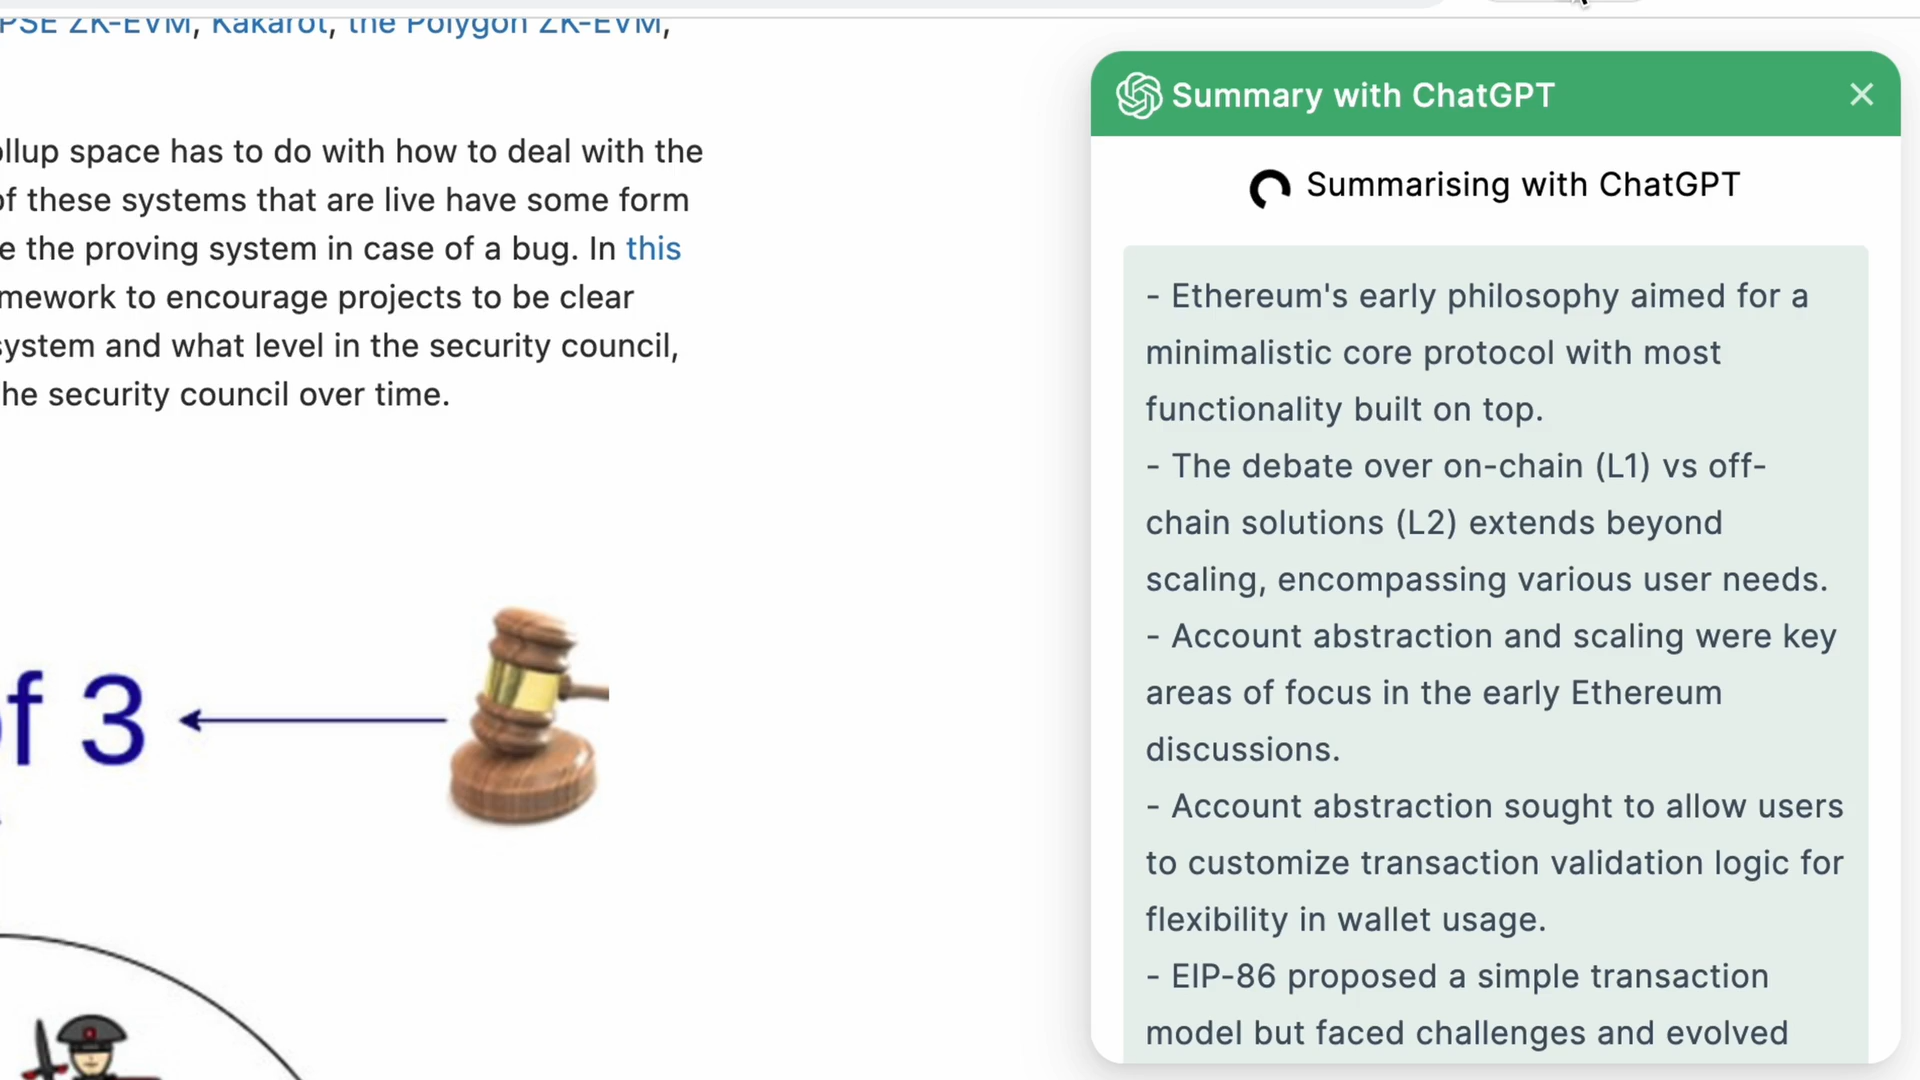 PSE ZK-EVM, Kakarot, the Polygon ZK-EVM,
ollup space has to do with how to deal with the
of these systems that are live have some form
e the proving system in case of a bug. In this
mework to encourage projects to be clear
system and what level in the security council,
he security council over time.
of 3
Summary with ChatGPT
Summarising with ChatGPT
- Ethereum's early philosophy aimed for a
minimalistic core protocol with most
functionality built on top.
- The debate over on-chain (L1) vs off-
chain solutions (L2) extends beyond
scaling, encompassing various user needs.
- Account abstraction and scaling were key
areas of focus in the early Ethereum
discussions.
- Account abstraction sought to allow users
to customize transaction validation logic for
flexibility in wallet usage.
- EIP-86 proposed a simple transaction
model but faced challenges and evolved